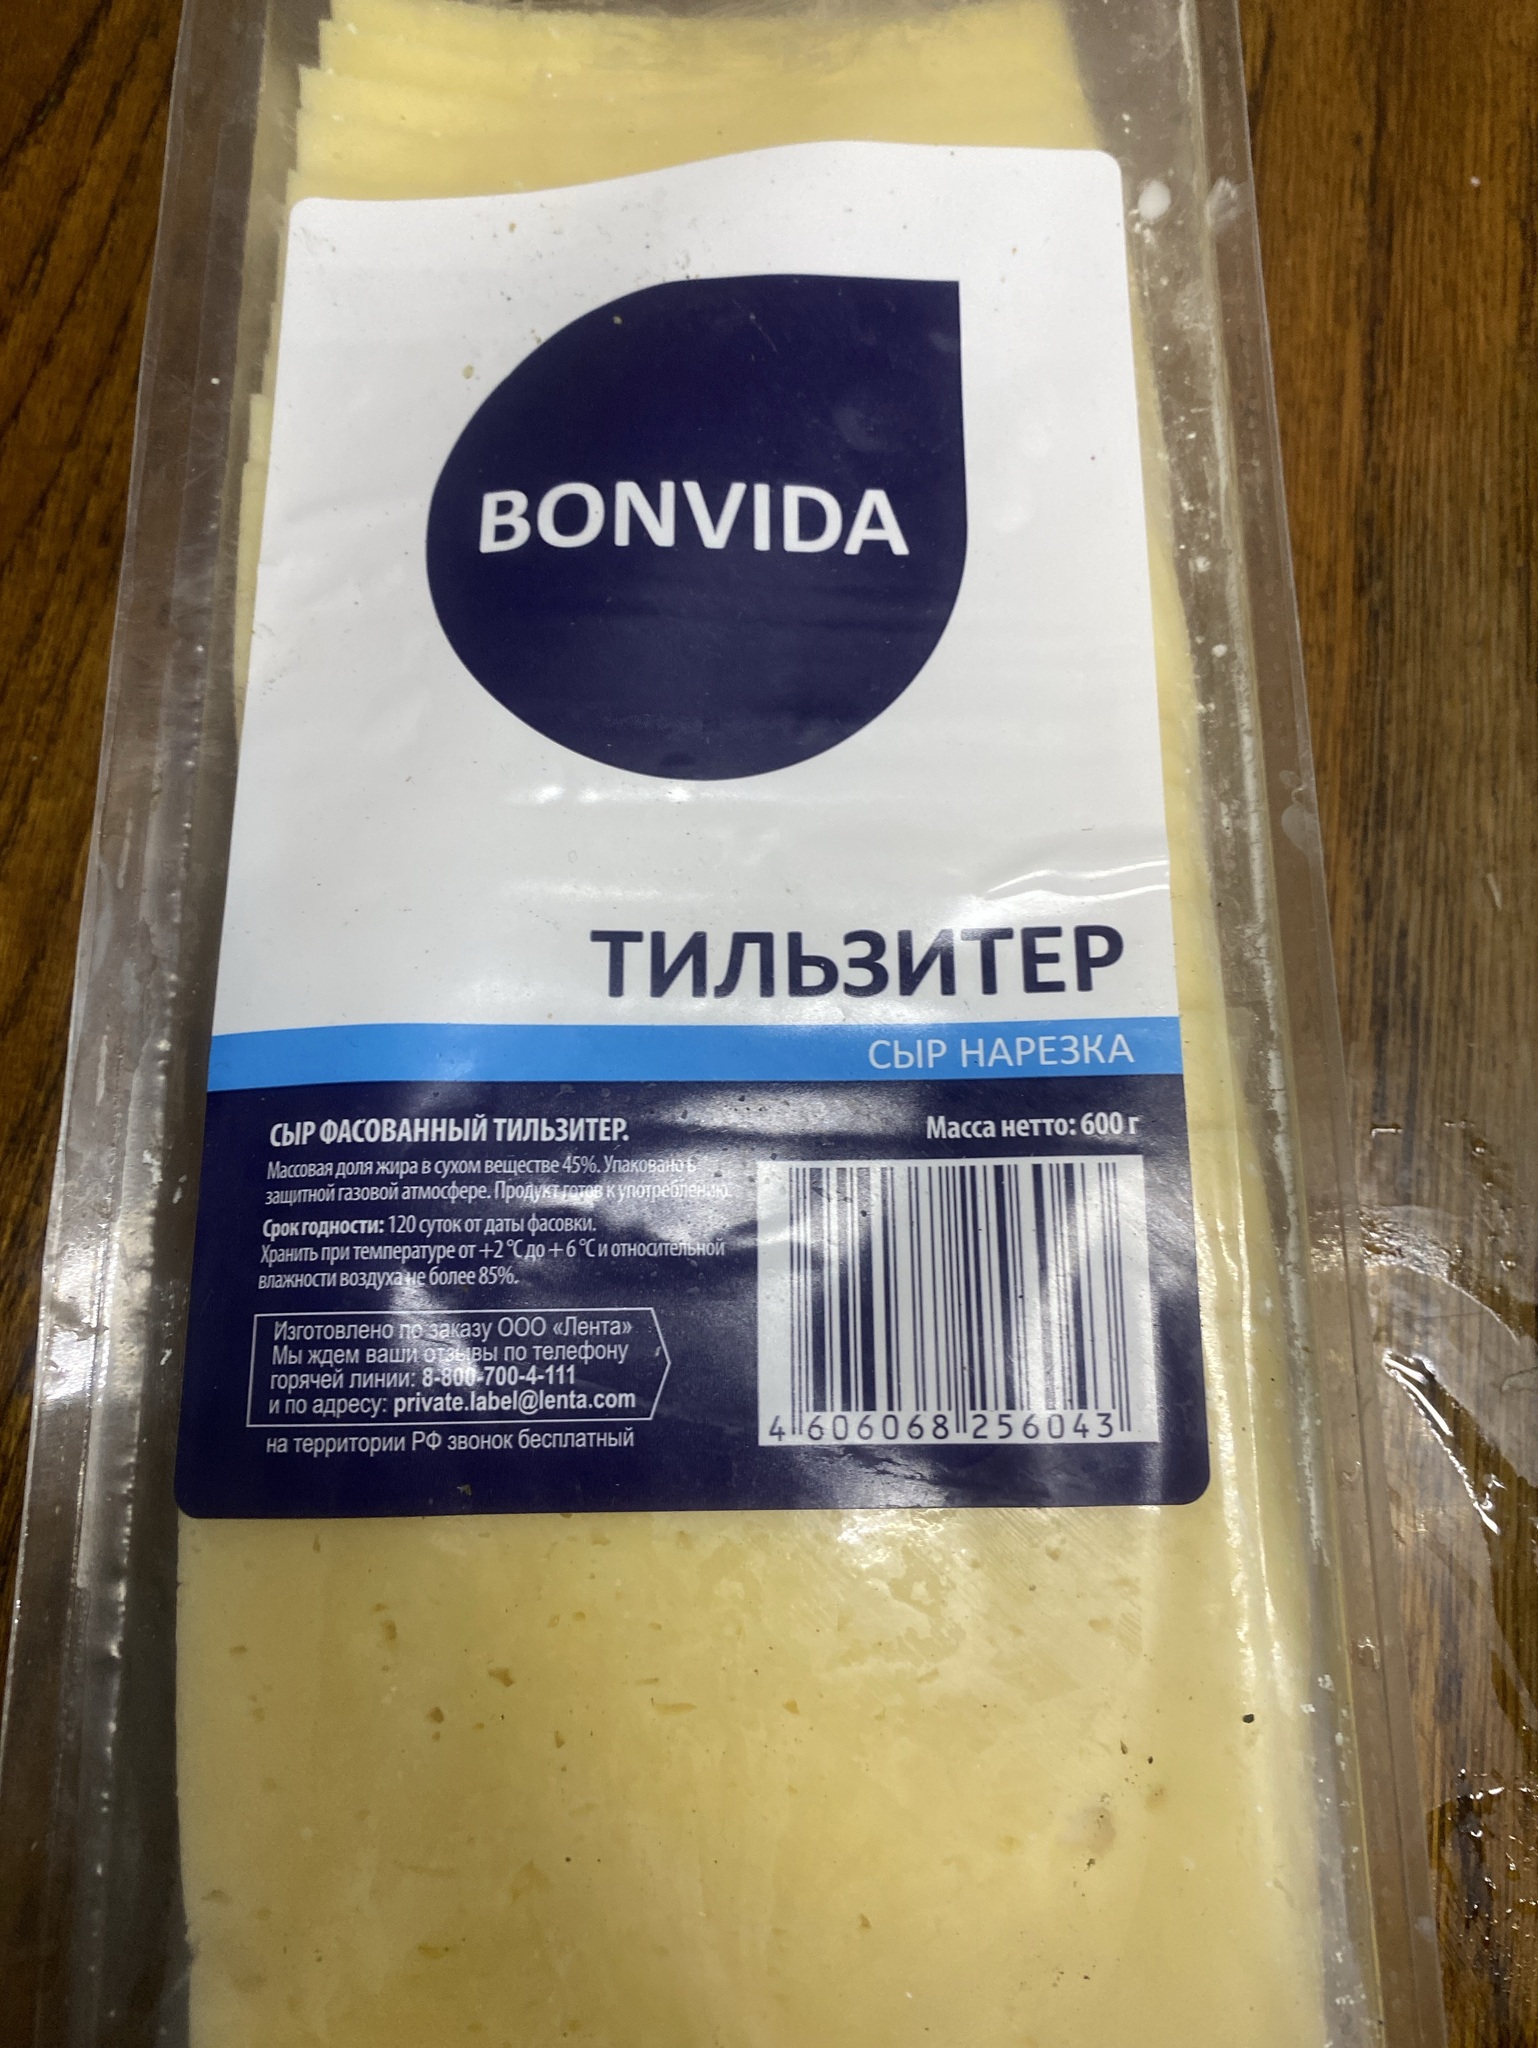 BONVIDA
ТИЛЬЗИТЕР
СЫР НАРЕЗКА
СЫР ФАСОВАННЫЙ ТИЛЬЗИТЕР.
Массовая доля жира в сухом веществе 45%. Упаковано в
защитной газовой атмосфере. Продукт готов к употреблению.
Срок годности: 120 суток от даты фасовки.
Хранить при температуре от +2 °С до + 6 °С и относительной
влажности воздуха не более 85%.
Изготовлено по заказу ООО «Лента»
Мы ждем ваши отзывы по телефону
горячей линии: 8-800-700-4-111
и по адресу: private.label@lenta.com
на территории РФ звонок бесплатный
Масса нетто: 600 г
4 606068 256043